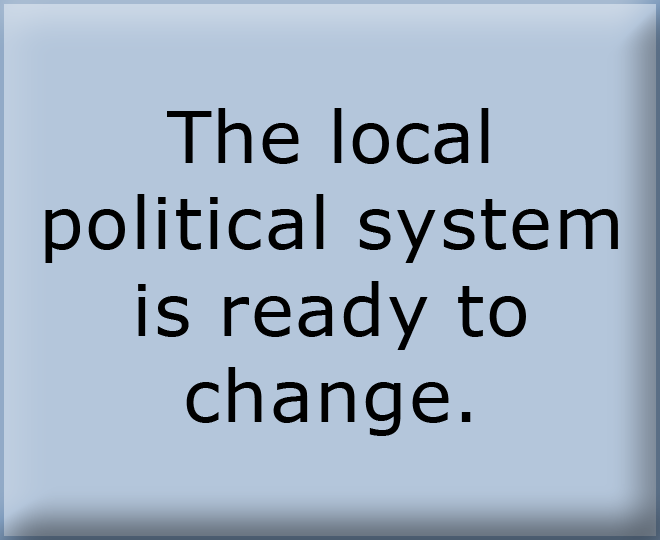 The local
political system
is ready to
change.